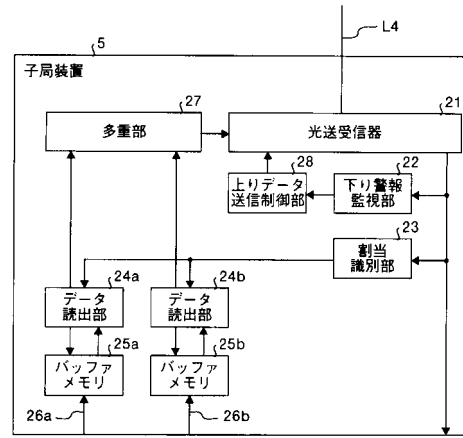 L4
5
子局装置
27
21
多重部
光送受信器
28
22
上りデータ
送信制御部
下り警報
監視部
23
割当
識別部
24a
24b
データ
読出部
データ
読出部
25a
25b
バッファ
メモリ
バッファ
メモリ
26a
26b